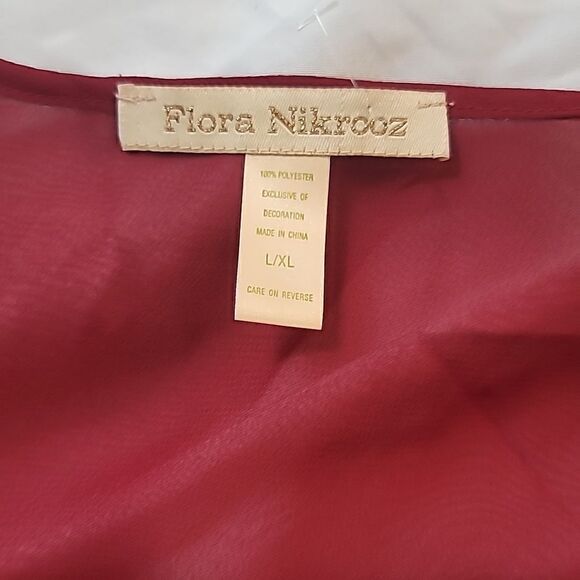 Flora Nikrooz
100% POLYESTER
EXCLUSIVE OF
DECORATION
MADE IN CHINA
L/XL
CARE ON REVERSE